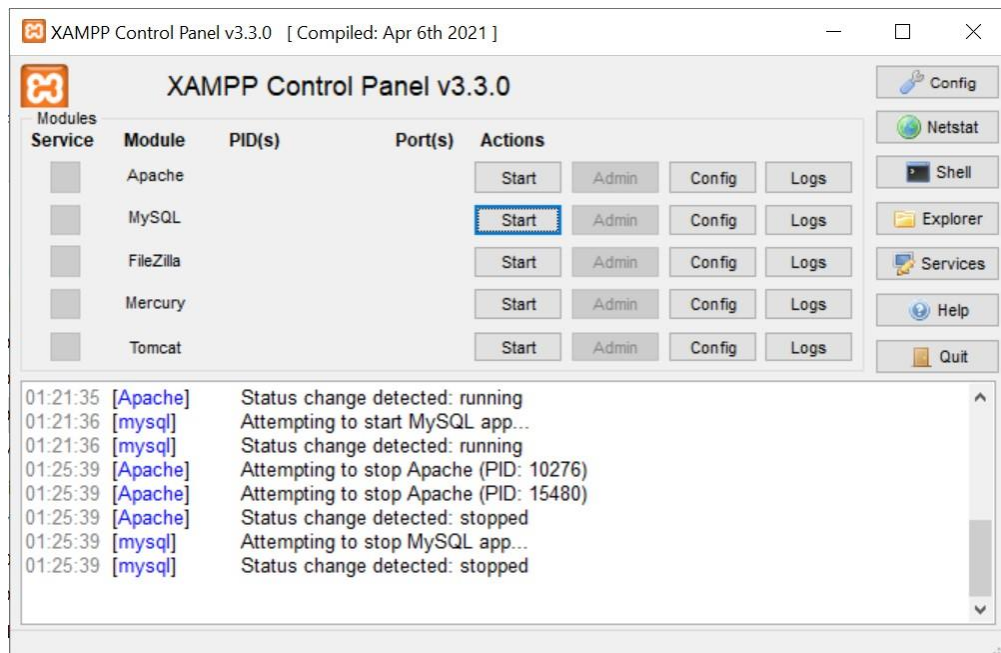 XAMPP Control Panel v3.3.0 [ Compiled: Apr 6th 2021 ]
XAMPP Control Panel v3.3.0
Config
Netstat
Shell
Explorer
Services
Help
Quit
Modules
Service Module PID(s) Port(s) Actions
Apache Start Admin Config Logs
MySQL Start Admin Config Logs
FileZilla Start Admin Config Logs
Mercury Start Admin Config Logs
Tomcat Start Admin Config Logs
01:21:35 [Apache] Status change detected: running
01:21:36 [mysql] Attempting to start MySQL app...
01:21:36 [mysql] Status change detected: running
01:25:39 [Apache] Attempting to stop Apache (PID: 10276)
01:25:39 [Apache] Attempting to stop Apache (PID: 15480)
01:25:39 [Apache] Status change detected: stopped
01:25:39 [mysql] Attempting to stop MySQL app...
01:25:39 [mysql] Status change detected: stopped